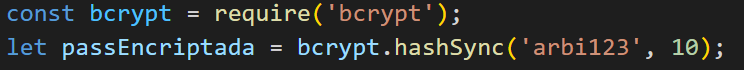 const bcrypt = require('bcrypt');
let passEncriptada = bcrypt.hashSync('arbi123', 10);